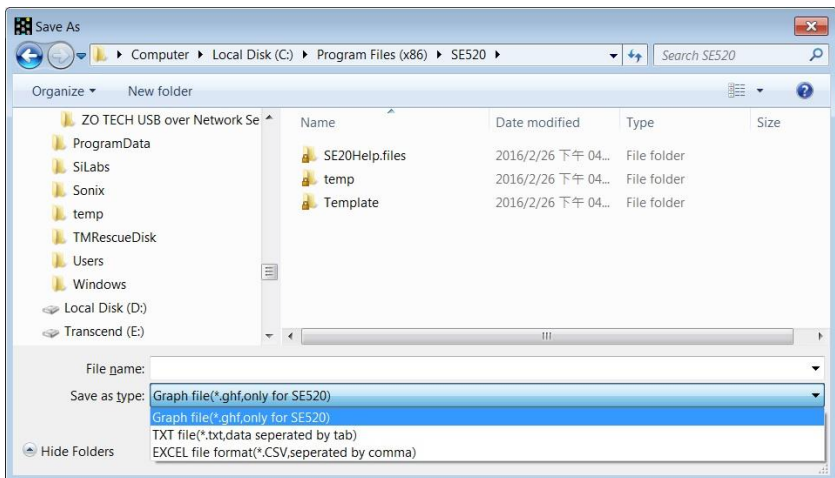 Save As
Computer Local Disk (C:) Program Files (x86) SE520
Search SE520
Organize New folder
ZO TECH USB over Network Se
ProgramData
SiLabs
Sonix
temp
TMRescueDisk
Users
Windows
Local Disk (D:)
Transcend (E:)
Name Date modified Type Size
SE20Help.files 2016/2/26 下午 04... File folder
temp 2016/2/26 下午 04... File folder
Template 2016/2/26 下午 04... File folder
File name:
Save as type: Graph file(*.ghf,only for SE520)
Graph file(*.ghf,only for SE520)
TXT file(*.txt,data seperated by tab)
EXCEL file format(*.CSV,seperated by comma)
Hide Folders